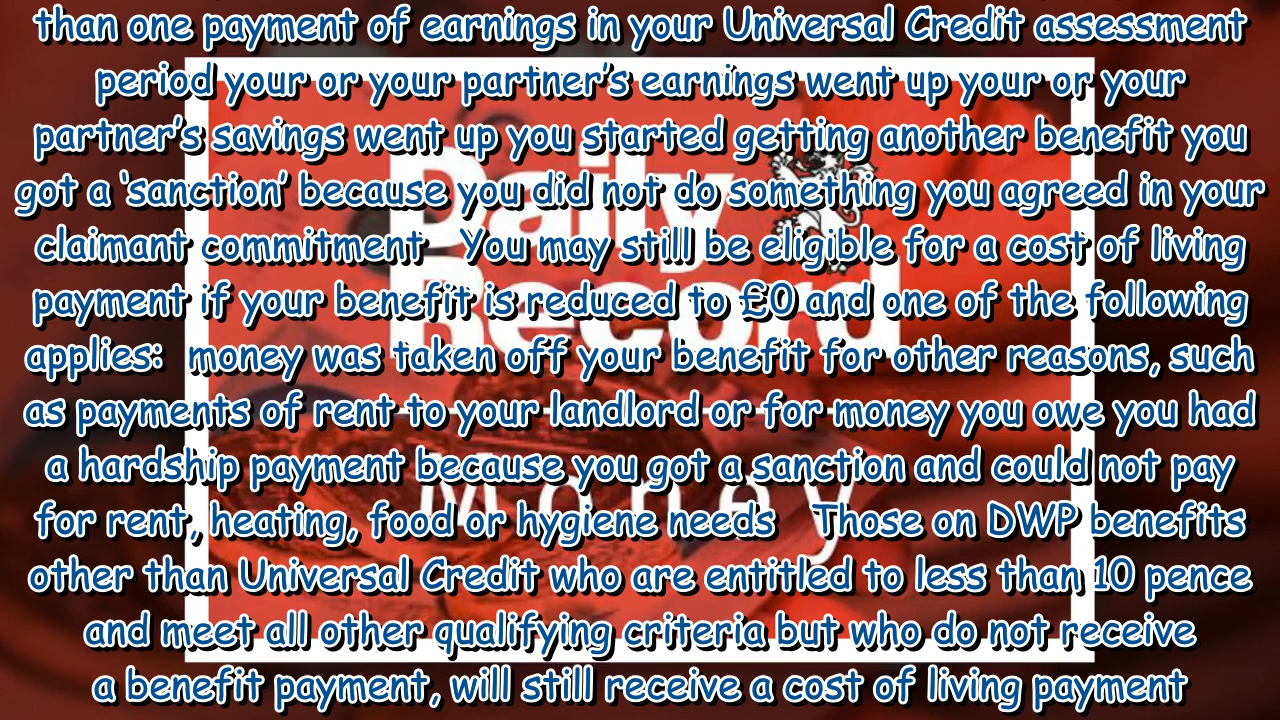 than one payment of earnings in your Universal Credit assessment
period your or your partner’s earnings went up your or your
partner’s savings went up you started getting another benefit you
got a ‘sanction’ because you did not do something you agreed in your
claimant commitment You may still be eligible for a cost of living
payment if your benefit is reduced to £0 and one of the following
applies: money was taken off your benefit for other reasons, such
as payments of rent to your landlord or for money you owe you had
a hardship payment because you got a sanction and could not pay
for rent, heating, food or hygiene needs Those on DWP benefits
other than Universal Credit who are entitled to less than 10 pence
and meet all other qualifying criteria but who do not receive
a benefit payment, will still receive a cost of living payment
Daily
Record
Money